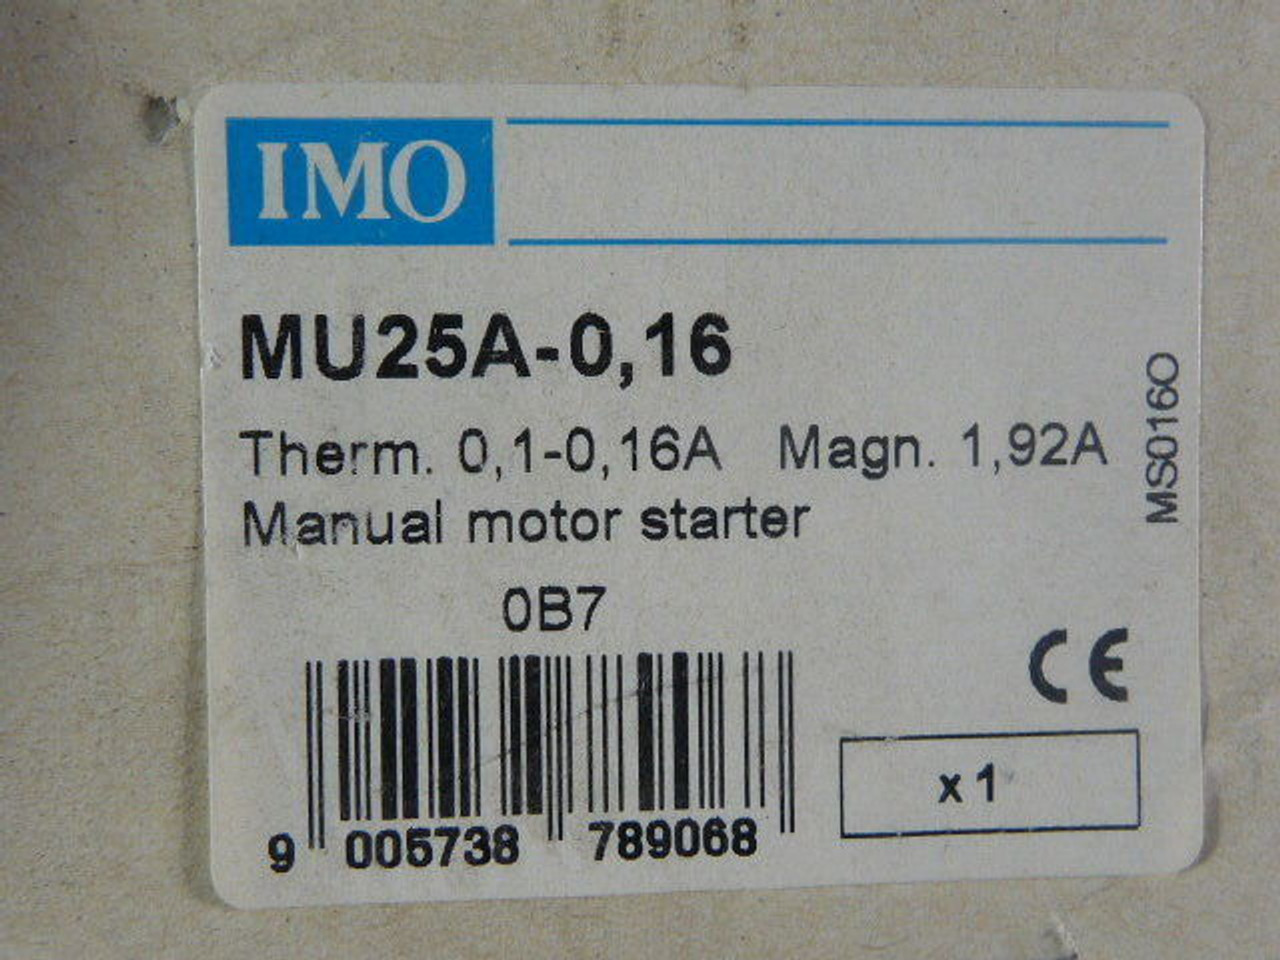 IMO
MU25A-0,16
Therm. 0,1-0,16A Magn. 1,92A
Manual motor starter
MS016O
0B7
CE
x 1
9 005738 789068